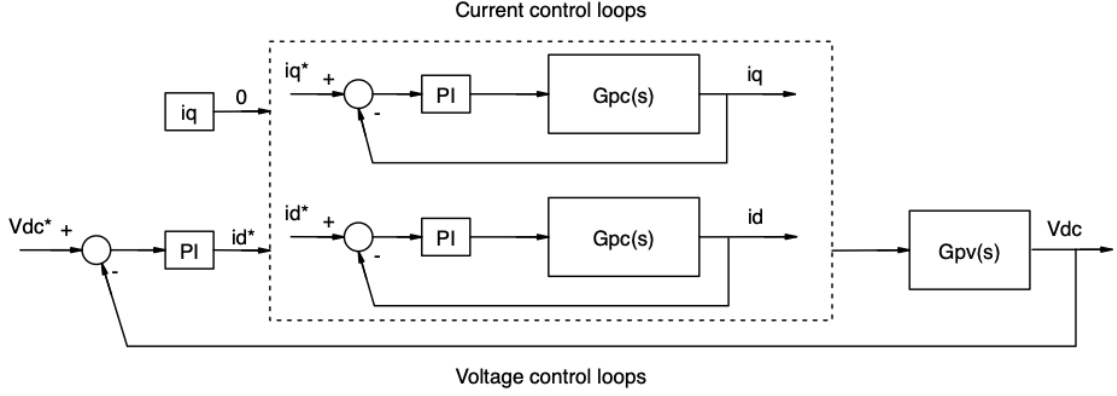 Current control loops
iq* + PI Gpc(s) iq
-
iq 0
id* + PI Gpc(s) id
-
Vdc* + PI id* Gpv(s) Vdc
-
Voltage control loops